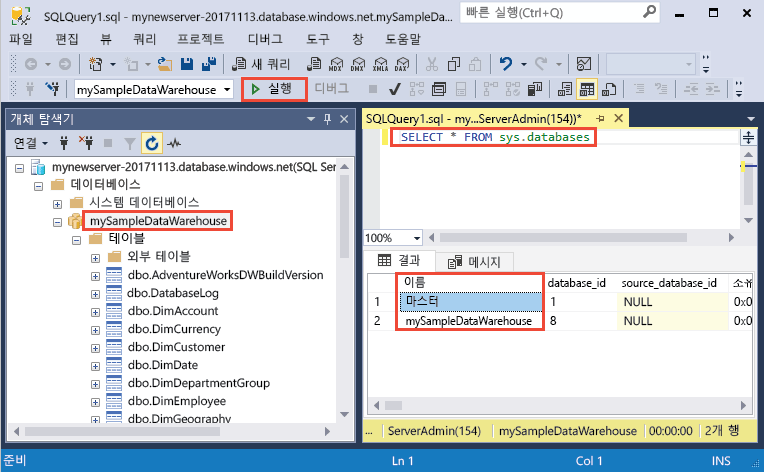 SQLQuery1.sql - mynewserver-20171113.database.windows.net.mySampleDa...
빠른 실행(Ctrl+Q)
파일 편집 뷰 쿼리 프로젝트 디버그 도구 창 도움말
새 쿼리 MDX DMX XMLA DAX
mySampleDataWarehouse 실행 디버그
개체 탐색기
연결
mynewserver-20171113.database.windows.net(SQL Ser
데이터베이스
시스템 데이터베이스
mySampleDataWarehouse
테이블
외부 테이블
dbo.AdventureWorksDWBuildVersion
dbo.DatabaseLog
dbo.DimAccount
dbo.DimCurrency
dbo.DimCustomer
dbo.DimDate
dbo.DimDepartmentGroup
dbo.DimEmployee
dbo.DimGeography
SQLQuery1.sql - my...ServerAdmin(154))*
SELECT * FROM sys.databases
100%
결과 메시지
이름 database_id source_database_id 소유
1 마스터 1 NULL 0x0
2 mySampleDataWarehouse 8 NULL 0x0
... ServerAdmin(154) mySampleDataWarehouse 00:00:00 2개 행
준비 Ln 1 Col 1 INS